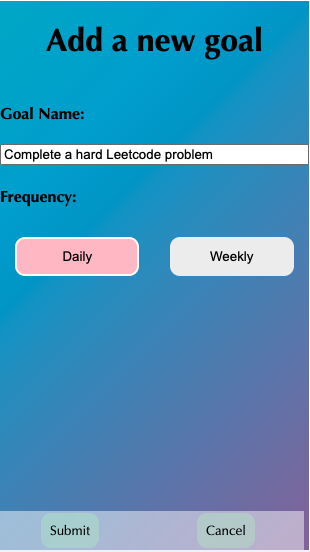 Add a new goal
Goal Name:
Complete a hard Leetcode problem
Frequency:
Daily Weekly
Submit Cancel